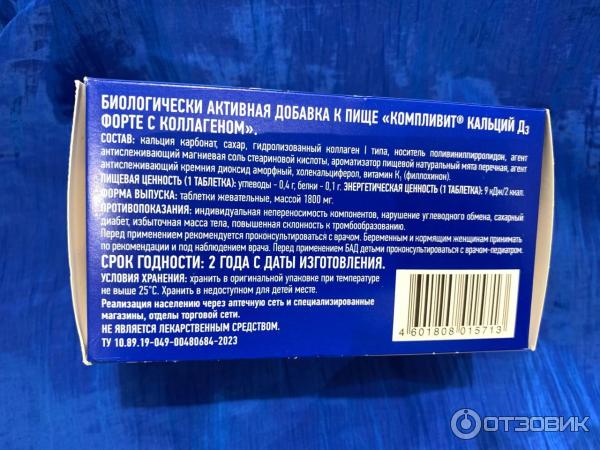 БИОЛОГИЧЕСКИ АКТИВНАЯ ДОБАВКА К ПИЩЕ «КОМПЛИВИТ® КАЛЬЦИЙ Д3
ФОРТЕ С КОЛЛАГЕНОМ».
СОСТАВ: кальция карбонат, сахар, гидролизованный коллаген I типа, носитель поливинилпирролидон, агент
антислеживающий магниевая соль стеариновой кислоты, ароматизатор пищевой натуральный мята перечная, агент
антислеживающий кремния диоксид аморфный, холекальциферол, витамин K1 (филлохинон).
ПИЩЕВАЯ ЦЕННОСТЬ (1 ТАБЛЕТКА): углеводы - 0,4 г, белки - 0,1 г. ЭНЕРГЕТИЧЕСКАЯ ЦЕННОСТЬ (1 ТАБЛЕТКА): 9 кДж/2 ккал.
ФОРМА ВЫПУСКА: таблетки жевательные, массой 1800 мг.
ПРОТИВОПОКАЗАНИЯ: индивидуальная непереносимость компонентов, нарушение углеводного обмена, сахарный
диабет, избыточная масса тела, повышенная склонность к тромбообразованию.
Перед применением рекомендуется проконсультироваться с врачом. Беременным и кормящим женщинам принимать
по рекомендации и под наблюдением врача. Перед применением БАД детьми проконсультироваться с врачом-педиатром.
СРОК ГОДНОСТИ: 2 ГОДА С ДАТЫ ИЗГОТОВЛЕНИЯ.
УСЛОВИЯ ХРАНЕНИЯ: хранить в оригинальной упаковке при температуре
не выше 25°С. Хранить в недоступном для детей месте.
Реализация населению через аптечную сеть и специализированные
магазины, отделы торговой сети.
НЕ ЯВЛЯЕТСЯ ЛЕКАРСТВЕННЫМ СРЕДСТВОМ.
ТУ 10.89.19-049-00480684-2023
4 601808 015713
ОТЗОВИК